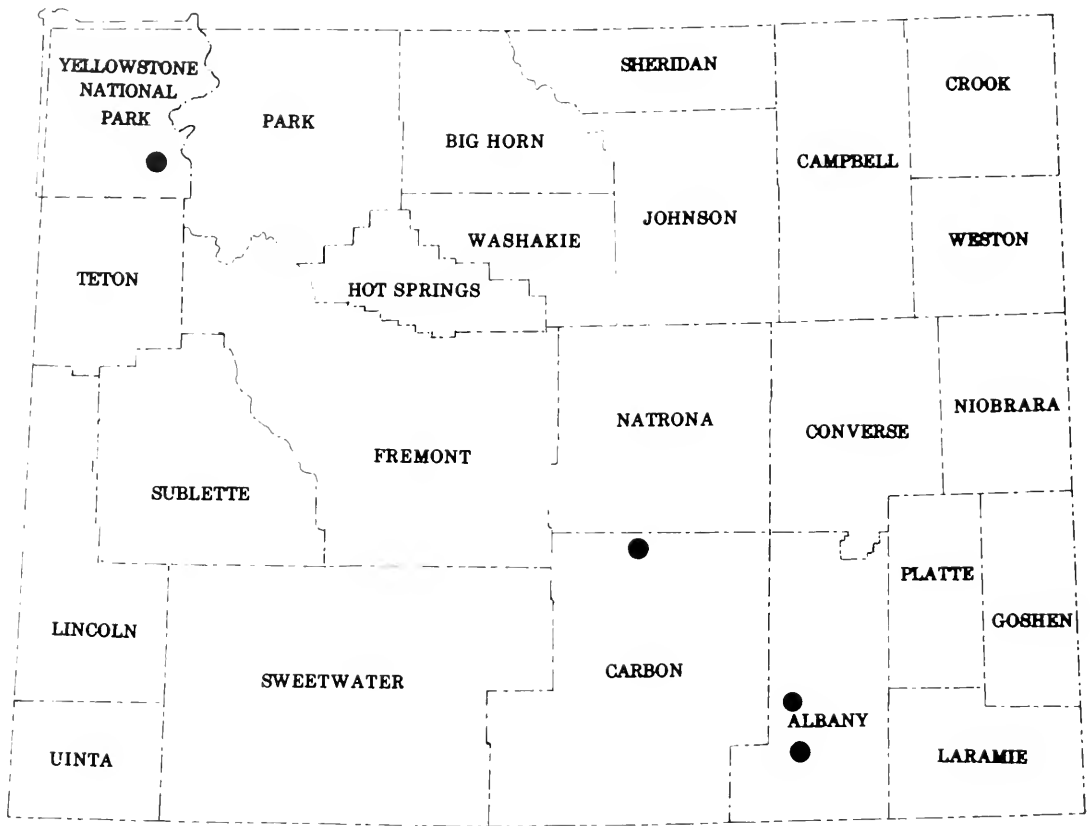 YELLOWSTONE
NATIONAL
PARK
PARK
BIG HORN
SHERIDAN
CAMPBELL
CROOK
JOHNSON
WASHAKIE
WESTON
TETON
HOT SPRINGS
NATRONA
CONVERSE
NIOBRARA
FREMONT
SUBLETTE
PLATTE
GOSHEN
LINCOLN
SWEETWATER
CARBON
ALBANY
UINTA
LARAMIE